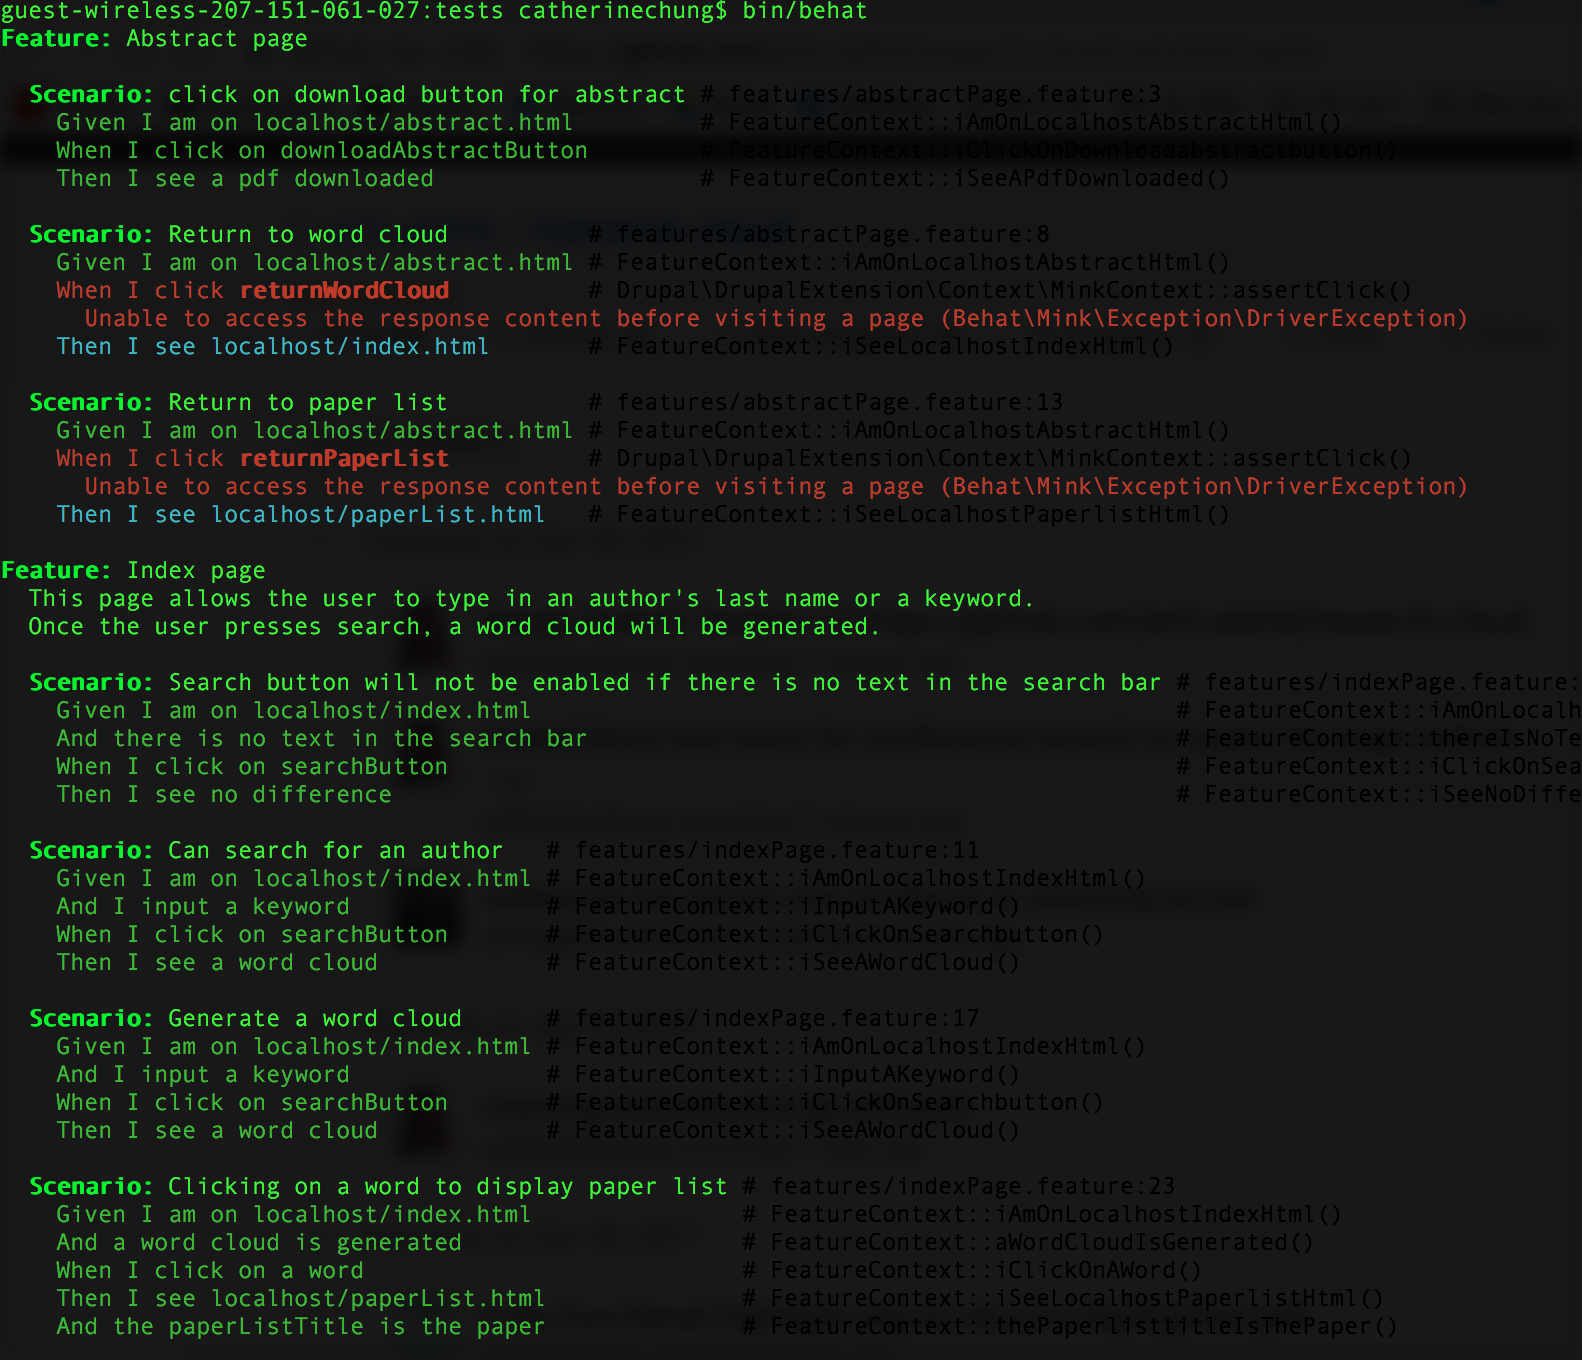 guest-wireless-207-151-061-027:tests catherinechung$ bin/behat
Feature: Abstract page
Scenario: click on download button for abstract # features/abstractPage.feature:3
Given I am on localhost/abstract.html # FeatureContext::iAmOnLocalhostAbstractHtml()
When I click on downloadAbstractButton # FeatureContext::iClickOnDownloadabstractbutton()
Then I see a pdf downloaded # FeatureContext::iSeeAPdfDownloaded()
Scenario: Return to word cloud # features/abstractPage.feature:8
Given I am on localhost/abstract.html # FeatureContext::iAmOnLocalhostAbstractHtml()
When I click returnWordCloud # Drupal\DrupalExtension\Context\MinkContext::assertClick()
Unable to access the response content before visiting a page (Behat\Mink\Exception\DriverException)
Then I see localhost/index.html # FeatureContext::iSeeLocalhostIndexHtml()
Scenario: Return to paper list # features/abstractPage.feature:13
Given I am on localhost/abstract.html # FeatureContext::iAmOnLocalhostAbstractHtml()
When I click returnPaperList # Drupal\DrupalExtension\Context\MinkContext::assertClick()
Unable to access the response content before visiting a page (Behat\Mink\Exception\DriverException)
Then I see localhost/paperList.html # FeatureContext::iSeeLocalhostPaperlistHtml()
Feature: Index page
This page allows the user to type in an author's last name or a keyword.
Once the user presses search, a word cloud will be generated.
Scenario: Search button will not be enabled if there is no text in the search bar # features/indexPage.feature:
Given I am on localhost/index.html # FeatureContext::iAmOnLocalh
And there is no text in the search bar # FeatureContext::thereIsNoTe
When I click on searchButton # FeatureContext::iClickOnSea
Then I see no difference # FeatureContext::iSeeNoDiffe
Scenario: Can search for an author # features/indexPage.feature:11
Given I am on localhost/index.html # FeatureContext::iAmOnLocalhostIndexHtml()
And I input a keyword # FeatureContext::iInputAKeyword()
When I click on searchButton # FeatureContext::iClickOnSearchbutton()
Then I see a word cloud # FeatureContext::iSeeAWordCloud()
Scenario: Generate a word cloud # features/indexPage.feature:17
Given I am on localhost/index.html # FeatureContext::iAmOnLocalhostIndexHtml()
And I input a keyword # FeatureContext::iInputAKeyword()
When I click on searchButton # FeatureContext::iClickOnSearchbutton()
Then I see a word cloud # FeatureContext::iSeeAWordCloud()
Scenario: Clicking on a word to display paper list # features/indexPage.feature:23
Given I am on localhost/index.html # FeatureContext::iAmOnLocalhostIndexHtml()
And a word cloud is generated # FeatureContext::aWordCloudIsGenerated()
When I click on a word # FeatureContext::iClickOnAWord()
Then I see localhost/paperList.html # FeatureContext::iSeeLocalhostPaperlistHtml()
And the paperListTitle is the paper # FeatureContext::thePaperlisttitleIsThePaper()